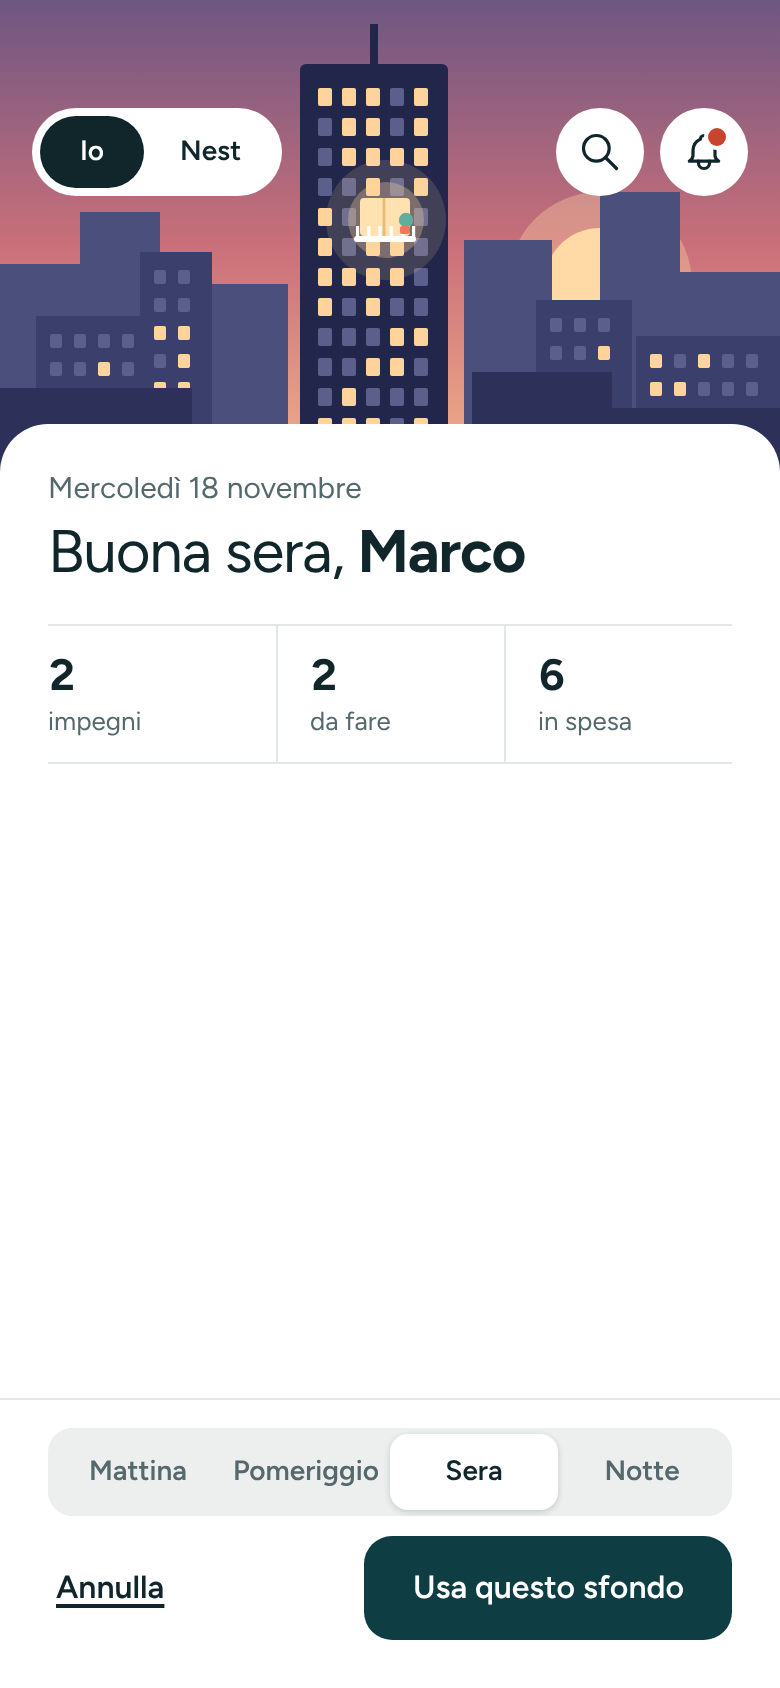 Io Nest
Mercoledì 18 novembre
Buona sera, Marco
2 2 6
impegni da fare in spesa
Mattina Pomeriggio Sera Notte
Annulla Usa questo sfondo